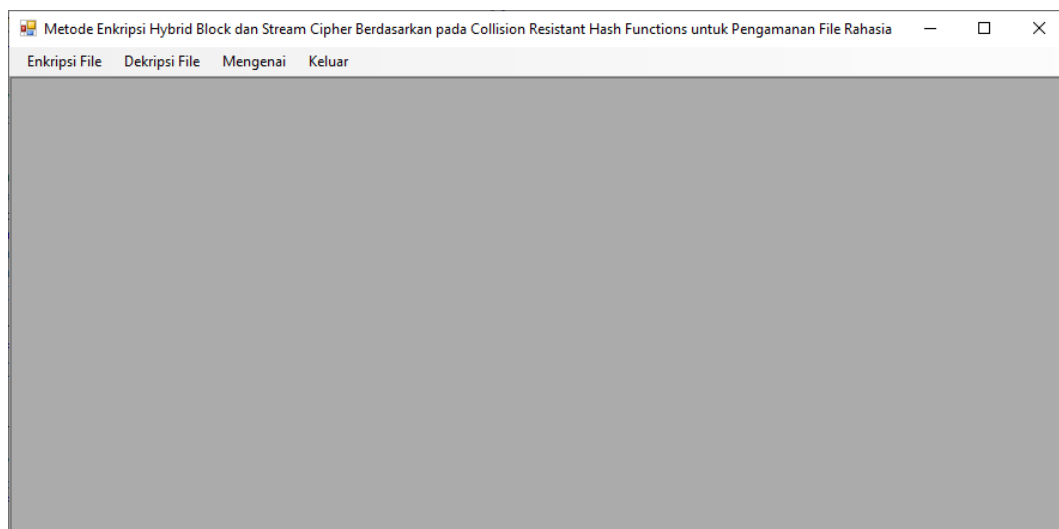 Metode Enkripsi Hybrid Block dan Stream Cipher Berdasarkan pada Collision Resistant Hash Functions untuk Pengamanan File Rahasia
Enkripsi File Dekripsi File Mengenai Keluar